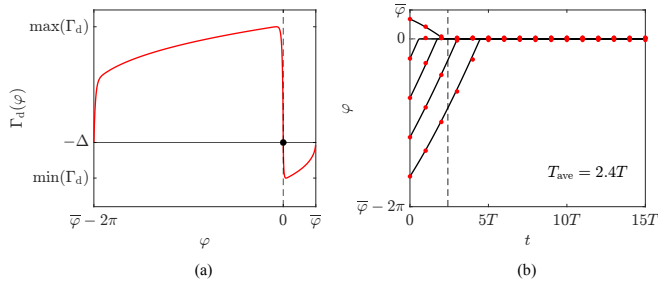 max(Γd)
Γd(φ)
−Δ
min(Γd)
φ̅ − 2π
0
φ̅
φ
(a)
φ̅
0
φ
φ̅ − 2π
Tave = 2.4T
0
5T
10T
15T
t
(b)